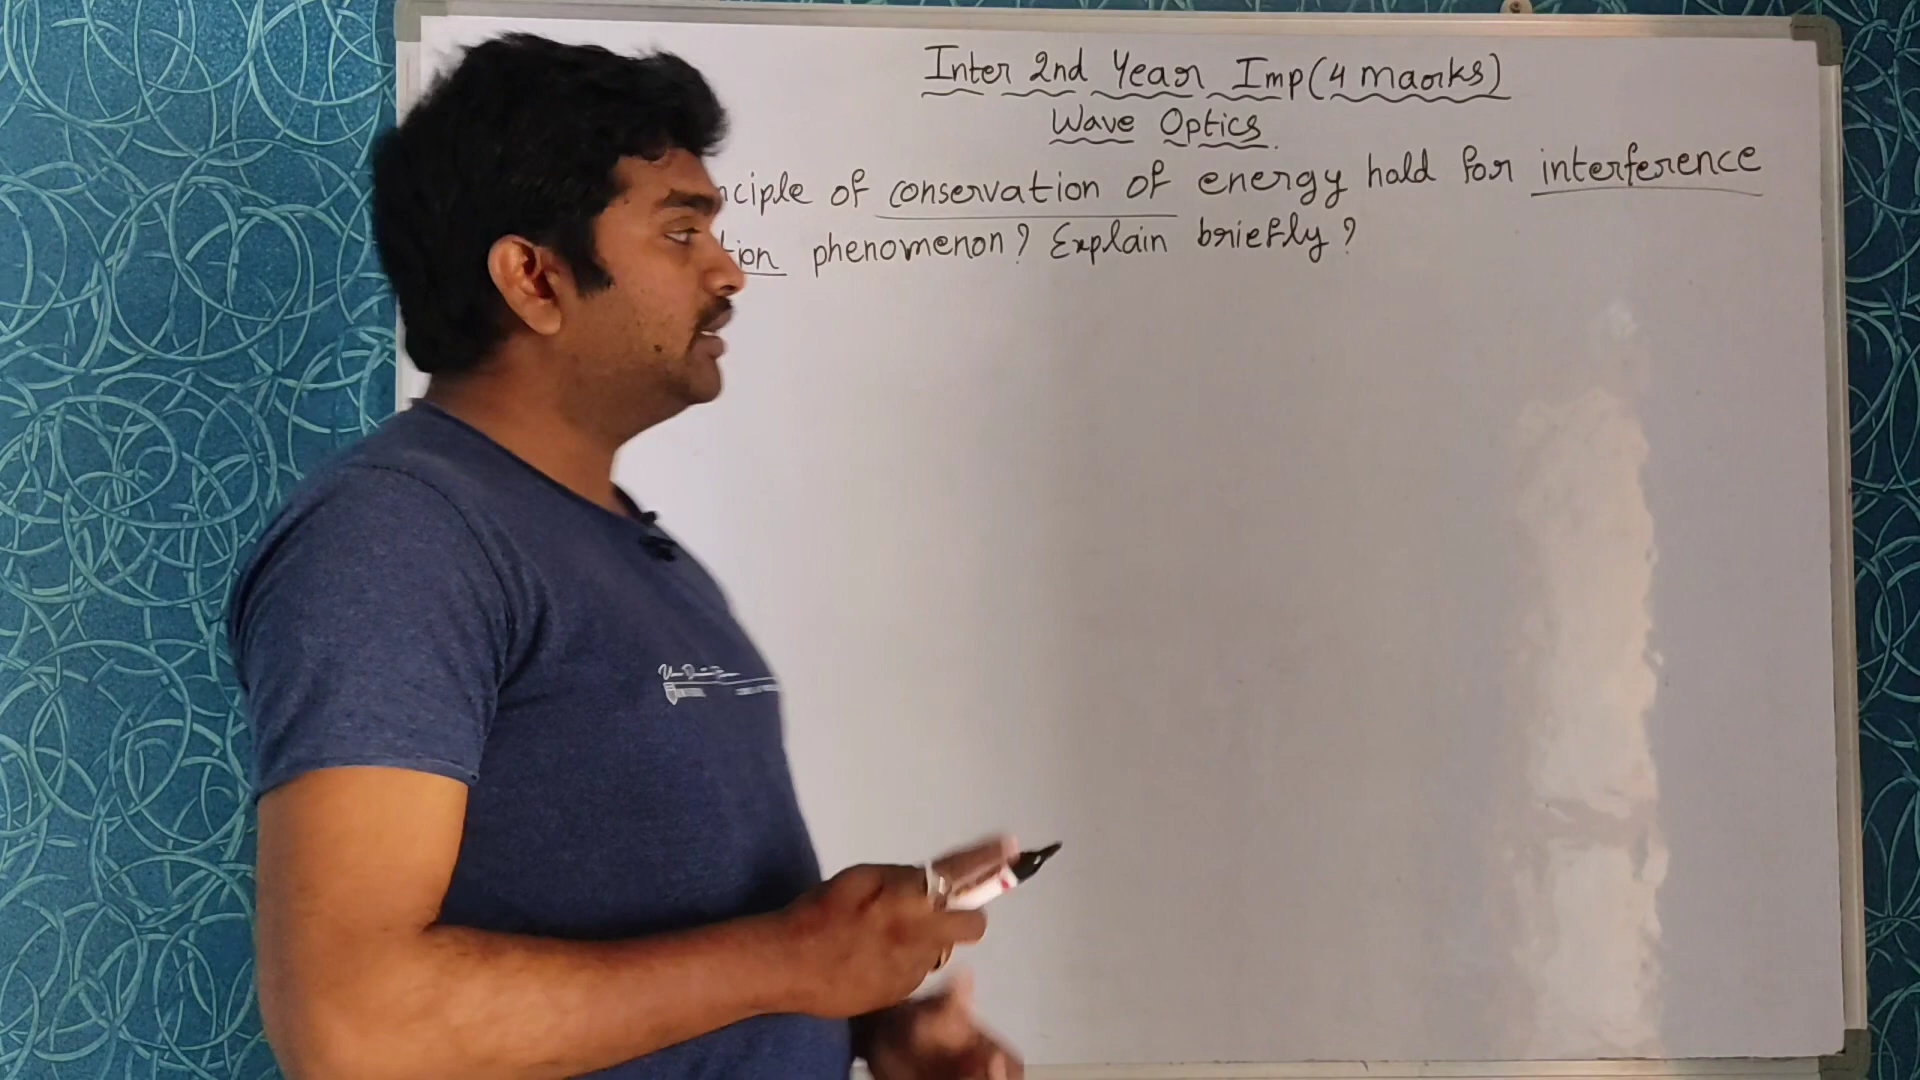 Inter 2nd Year Imp (4 marks)
Wave Optics.
nciple of conservation of energy hold for interference
tion phenomenon? Explain briefly?